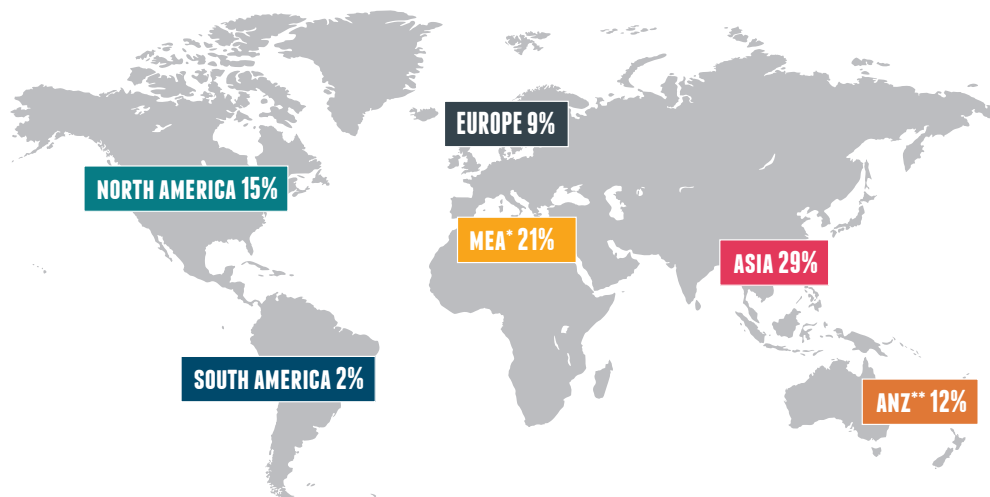 EUROPE 9%
NORTH AMERICA 15%
MEA* 21%
ASIA 29%
SOUTH AMERICA 2%
ANZ** 12%